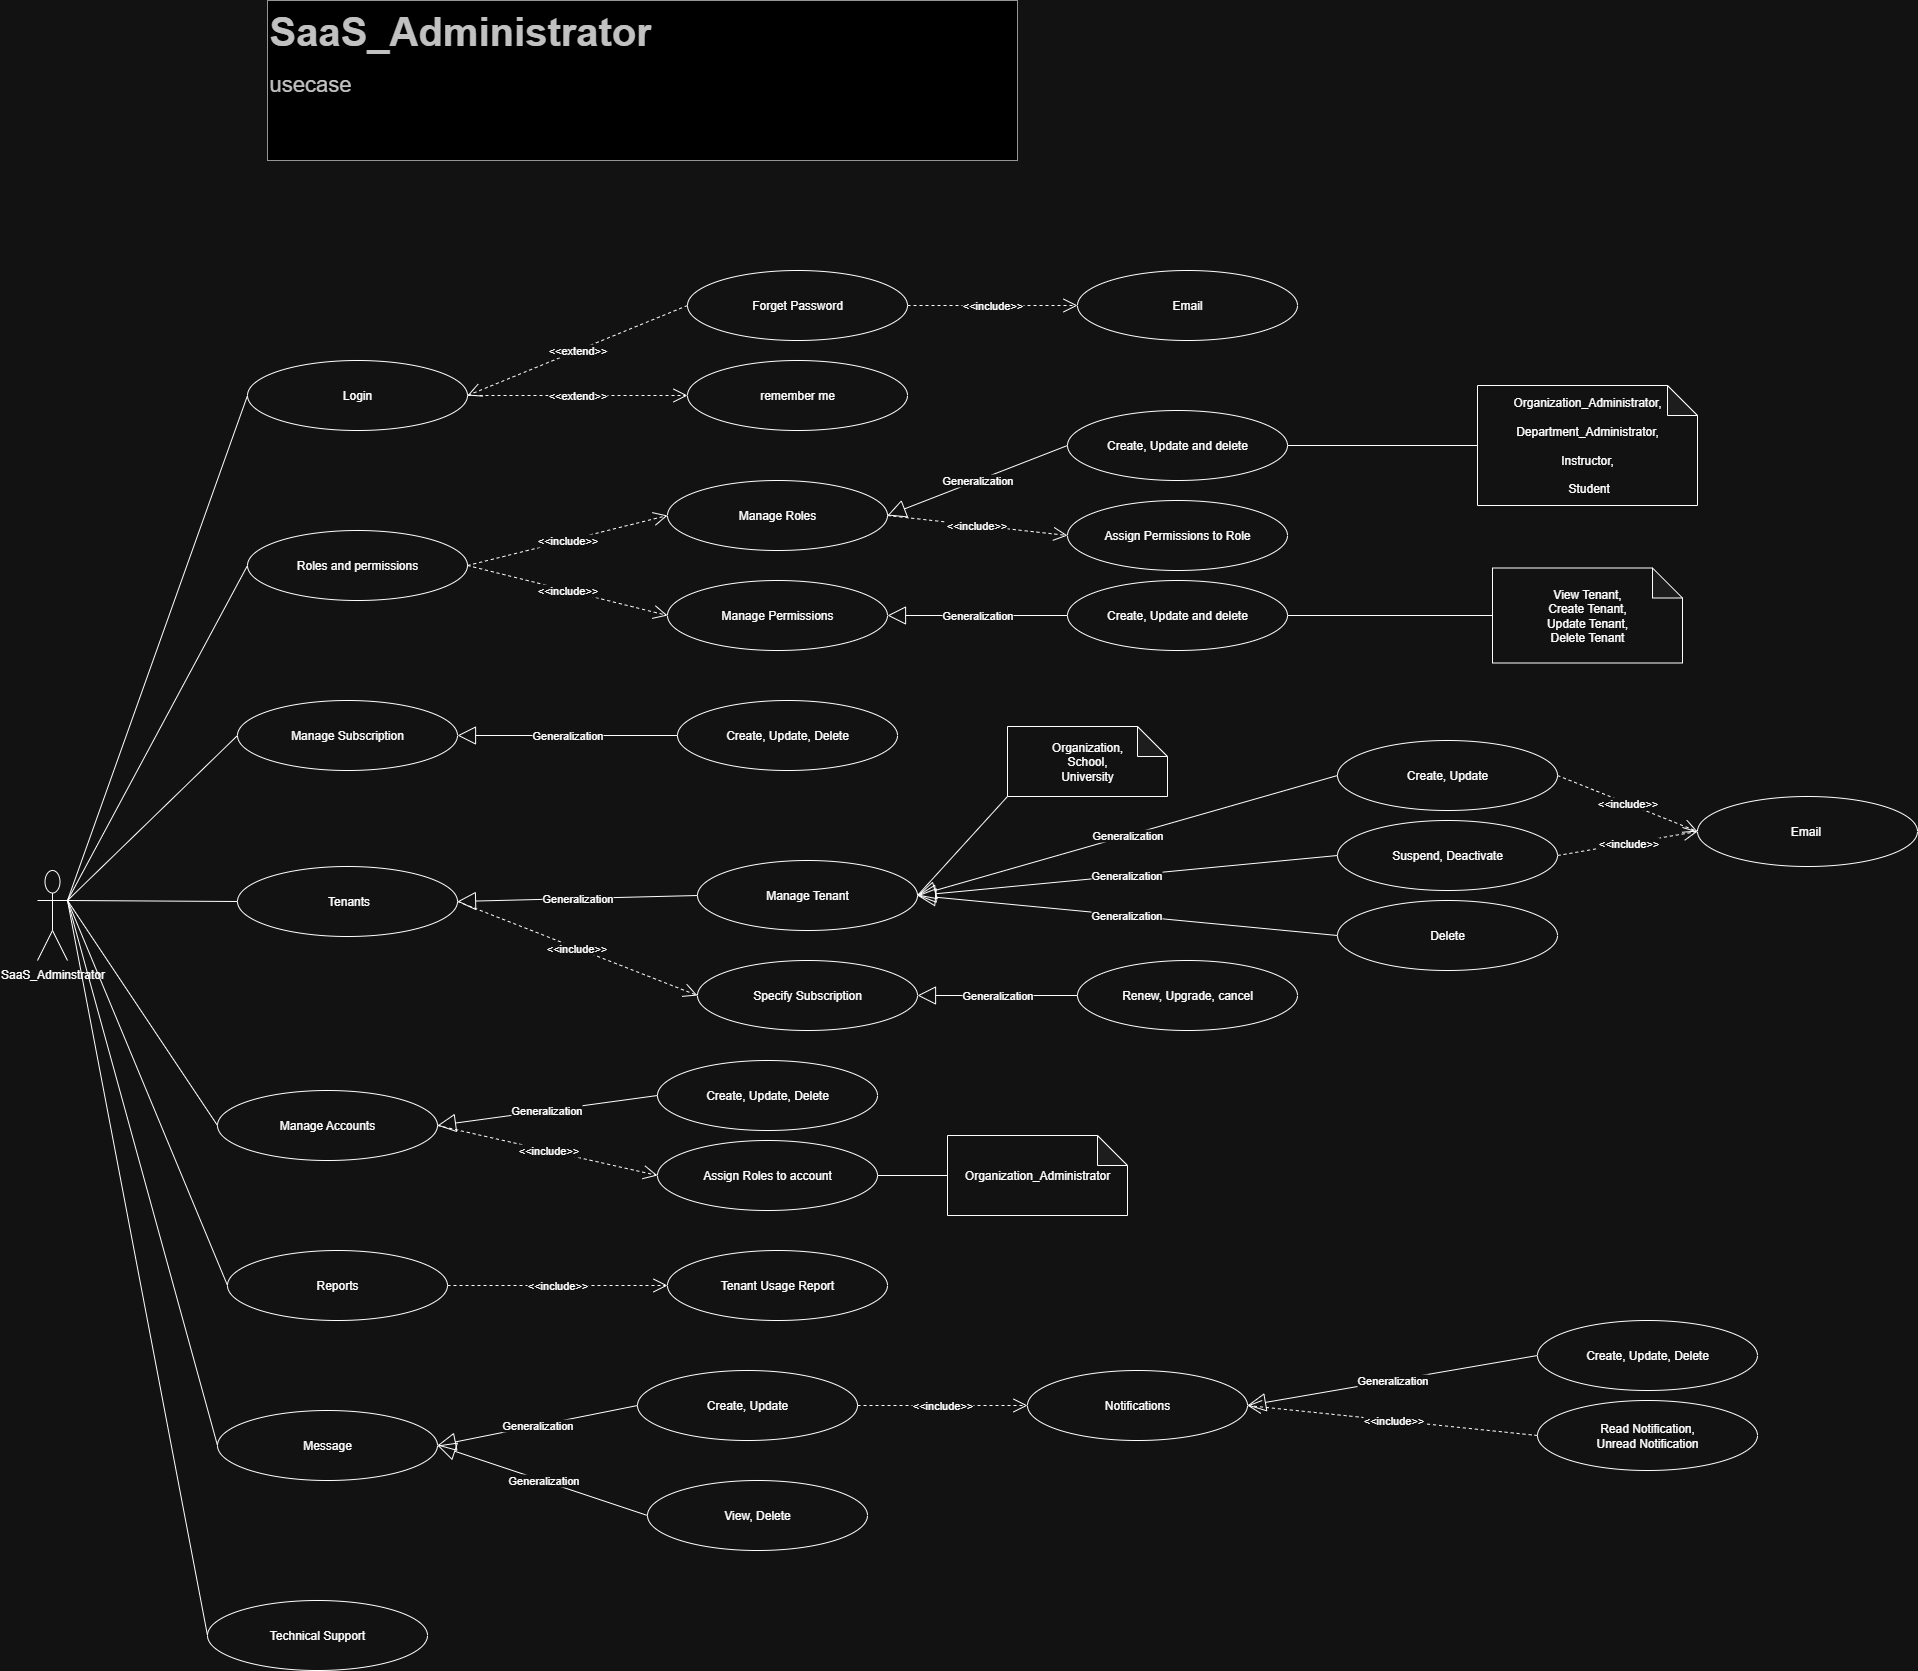 SaaS_Administrator
usecase
Forget Password
<<include>>
Email
<<extend>>
Login
<<extend>>
remember me
Organization_Administrator,
Department_Administrator,
Instructor,
Student
Create, Update and delete
Generalization
Manage Roles
<<include>>
Assign Permissions to Role
<<include>>
Roles and permissions
<<include>>
Manage Permissions
Generalization
Create, Update and delete
View Tenant,
Create Tenant,
Update Tenant,
Delete Tenant
Manage Subscription
Generalization
Create, Update, Delete
Organization,
School,
University
Create, Update
<<include>>
Email
Generalization
Suspend, Deactivate
<<include>>
Generalization
Tenants
Generalization
Manage Tenant
Generalization
Delete
<<include>>
Specify Subscription
Generalization
Renew, Upgrade, cancel
SaaS_Adminstrator
Create, Update, Delete
Generalization
Manage Accounts
<<include>>
Assign Roles to account
Organization_Administrator
Reports
<<include>>
Tenant Usage Report
Create, Update, Delete
Generalization
Create, Update
<<include>>
Notifications
<<include>>
Read Notification,
Unread Notification
Generalization
Message
Generalization
View, Delete
Technical Support